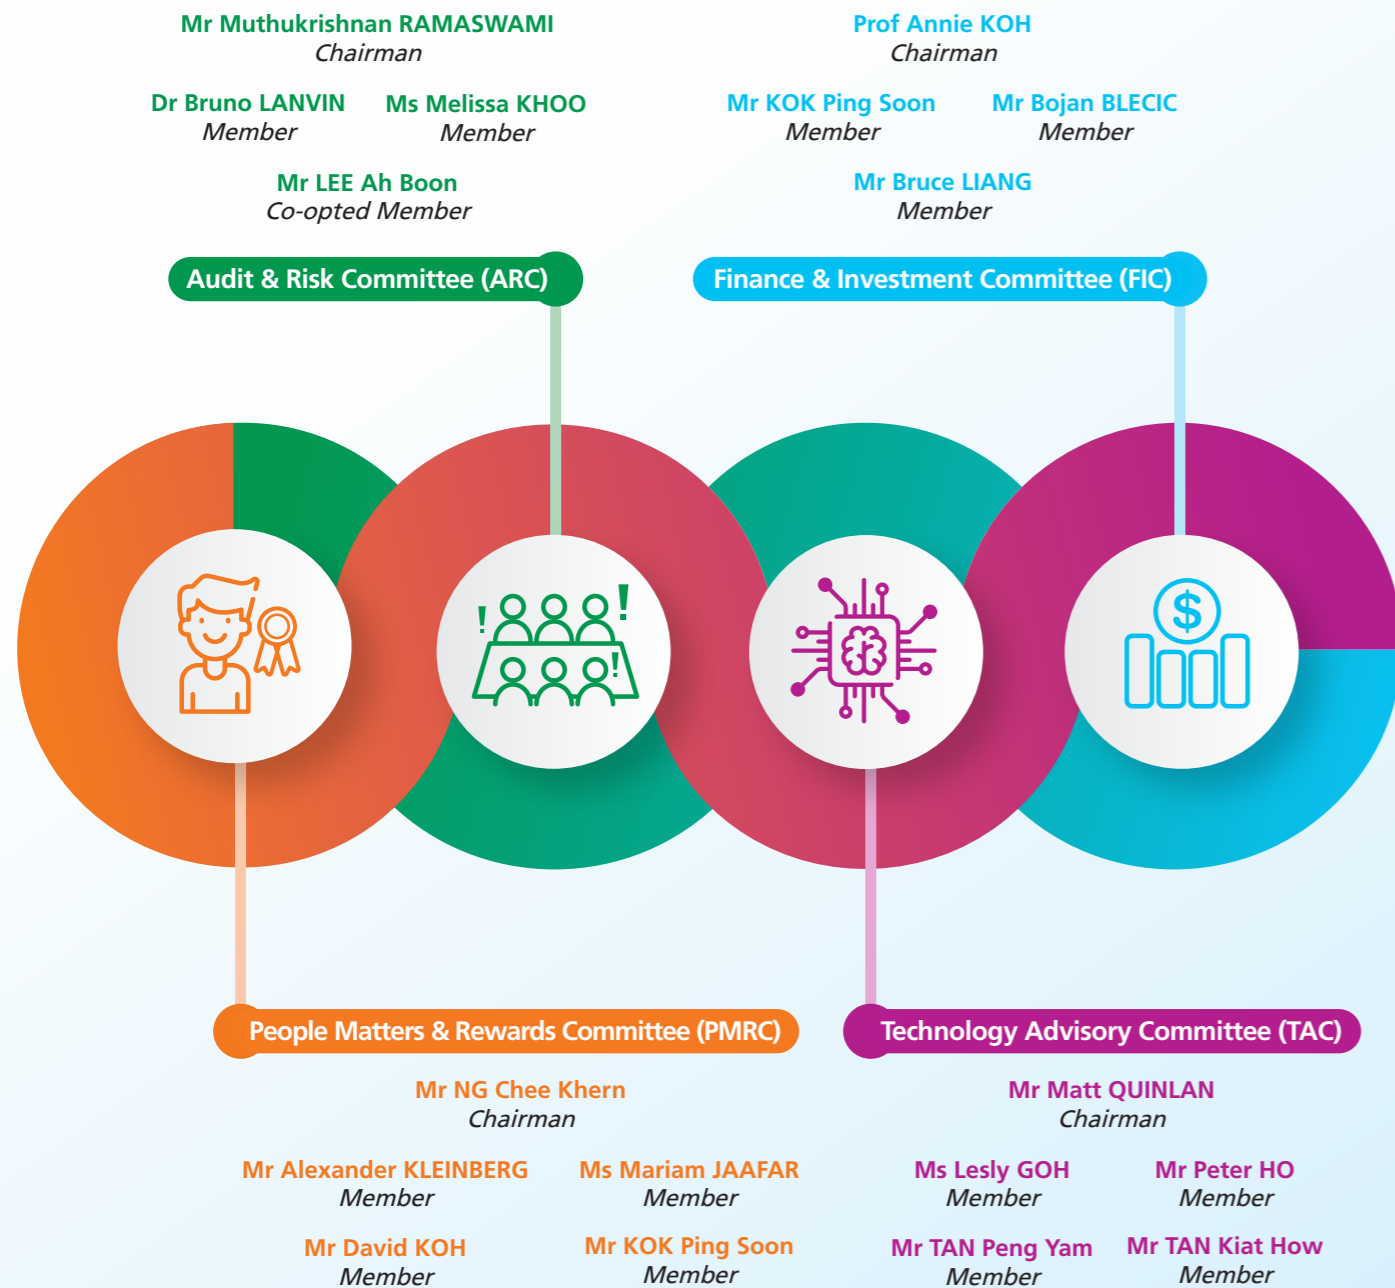 Mr Muthukrishnan RAMASWAMI
Chairman
Dr Bruno LANVIN
Member
Ms Melissa KHOO
Member
Mr LEE Ah Boon
Co-opted Member
Audit & Risk Committee (ARC)
Prof Annie KOH
Chairman
Mr KOK Ping Soon
Member
Mr Bojan BLECIC
Member
Mr Bruce LIANG
Member
Finance & Investment Committee (FIC)
! ! !
$
People Matters & Rewards Committee (PMRC)
Mr NG Chee Khern
Chairman
Mr Alexander KLEINBERG
Member
Ms Mariam JAAFAR
Member
Mr David KOH
Member
Mr KOK Ping Soon
Member
Technology Advisory Committee (TAC)
Mr Matt QUINLAN
Chairman
Ms Lesly GOH
Member
Mr Peter HO
Member
Mr TAN Peng Yam
Member
Mr TAN Kiat How
Member